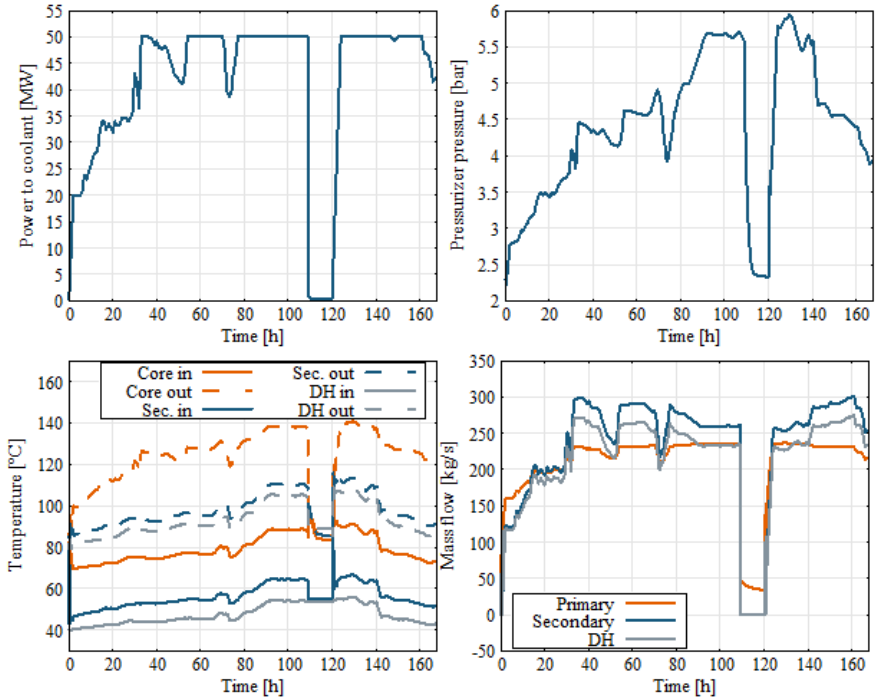 Power to coolant [MW]
55
50
45
40
35
30
25
20
15
10
5
0
0 20 40 60 80 100 120 140 160
Time [h]
Pressurizer pressure [bar]
6
5.5
5
4.5
4
3.5
3
2.5
2
0 20 40 60 80 100 120 140 160
Time [h]
Temperature [ºC]
160
140
120
100
80
60
40
Core in
Core out
Sec. in
Sec. out
DH in
DH out
0 20 40 60 80 100 120 140 160
Time [h]
Mass flow [kg/s]
350
300
250
200
150
100
50
0
-50
Primary
Secondary
DH
0 20 40 60 80 100 120 140 160
Time [h]